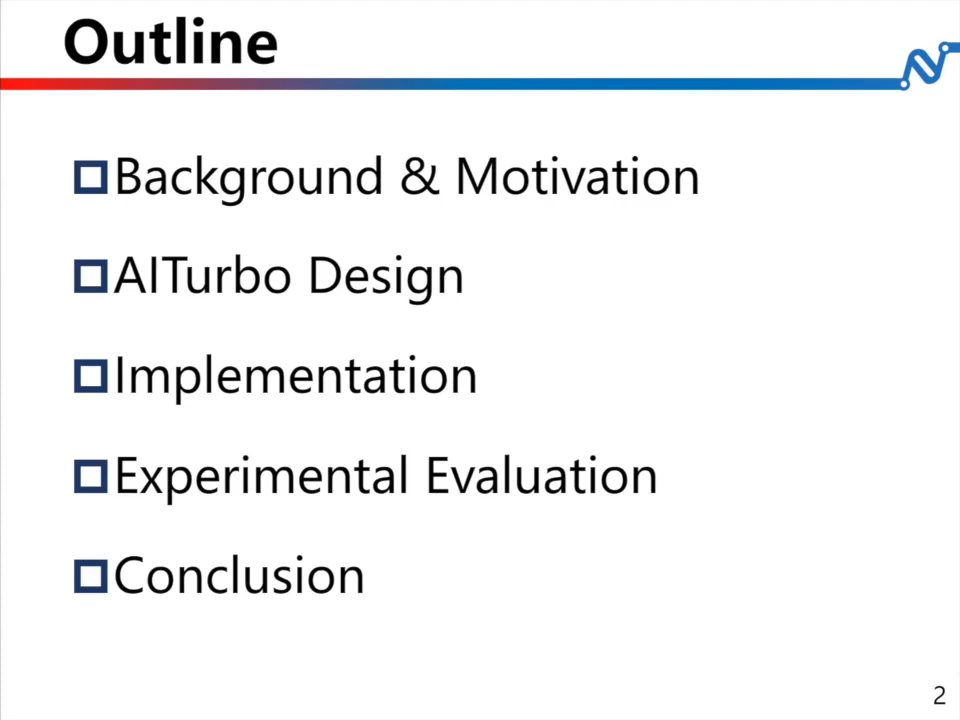 Outline
Background & Motivation
AITurbo Design
Implementation
Experimental Evaluation
Conclusion
2